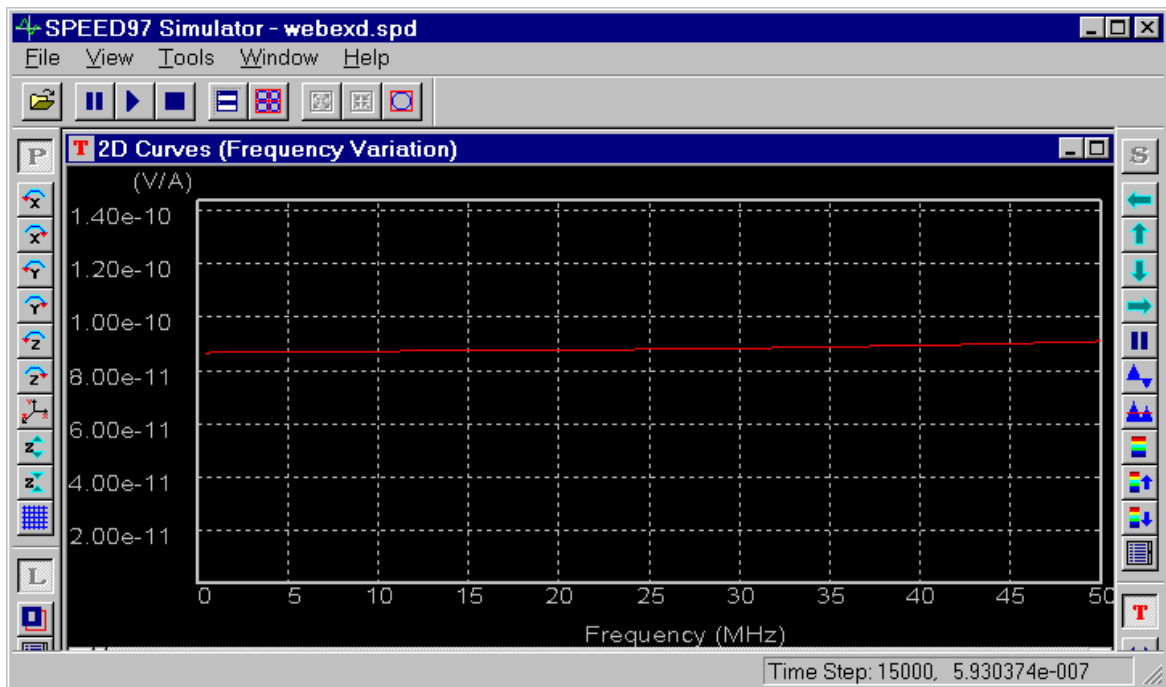 SPEED97 Simulator - webexd.spd
File View Tools Window Help
P
T 2D Curves (Frequency Variation)
S
(V/A)
1.40e-10
1.20e-10
1.00e-10
8.00e-11
6.00e-11
4.00e-11
2.00e-11
0 5 10 15 20 25 30 35 40 45 50
Frequency (MHz)
X
X
Y
Y
Z
Z
Z
Z
L
T
Time Step: 15000, 5.930374e-007